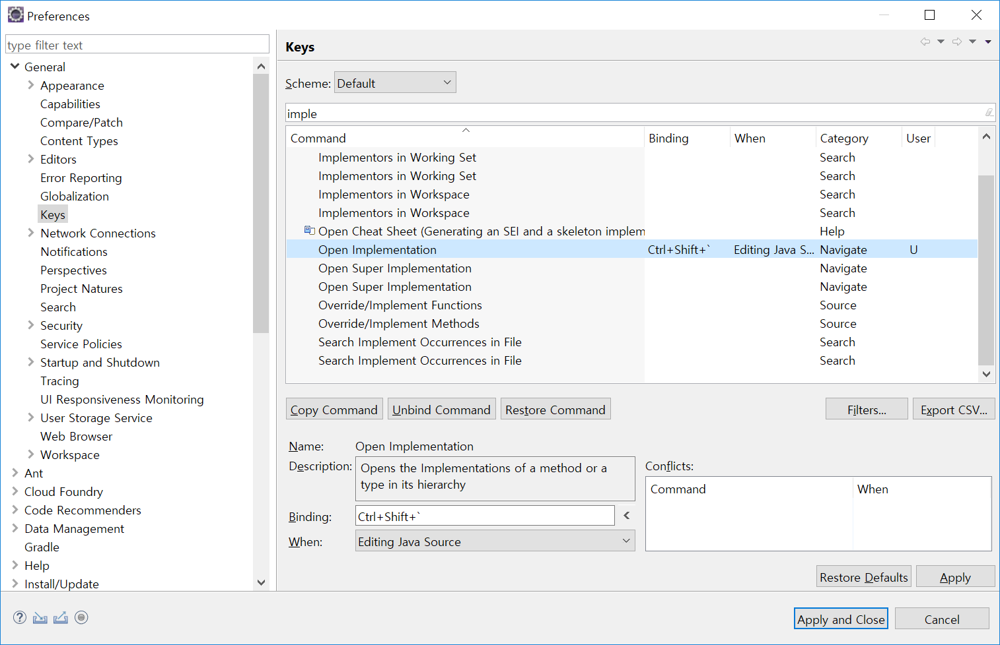 Preferences
type filter text
General
Appearance
Capabilities
Compare/Patch
Content Types
Editors
Error Reporting
Globalization
Keys
Network Connections
Notifications
Perspectives
Project Natures
Search
Security
Service Policies
Startup and Shutdown
Tracing
UI Responsiveness Monitoring
User Storage Service
Web Browser
Workspace
Ant
Cloud Foundry
Code Recommenders
Data Management
Gradle
Help
Install/Update
Keys
Scheme: Default
imple
Command Binding When Category User
Implementors in Working Set Search
Implementors in Working Set Search
Implementors in Workspace Search
Implementors in Workspace Search
Open Cheat Sheet (Generating an SEI and a skeleton implem Help
Open Implementation Ctrl+Shift+` Editing Java S... Navigate U
Open Super Implementation Navigate
Open Super Implementation Navigate
Override/Implement Functions Source
Override/Implement Methods Source
Search Implement Occurrences in File Search
Search Implement Occurrences in File Search
Copy Command Unbind Command Restore Command Filters... Export CSV...
Name: Open Implementation
Description: Opens the Implementations of a method or a
type in its hierarchy
Binding: Ctrl+Shift+`
When: Editing Java Source
Conflicts:
Command When
Restore Defaults Apply
Apply and Close Cancel